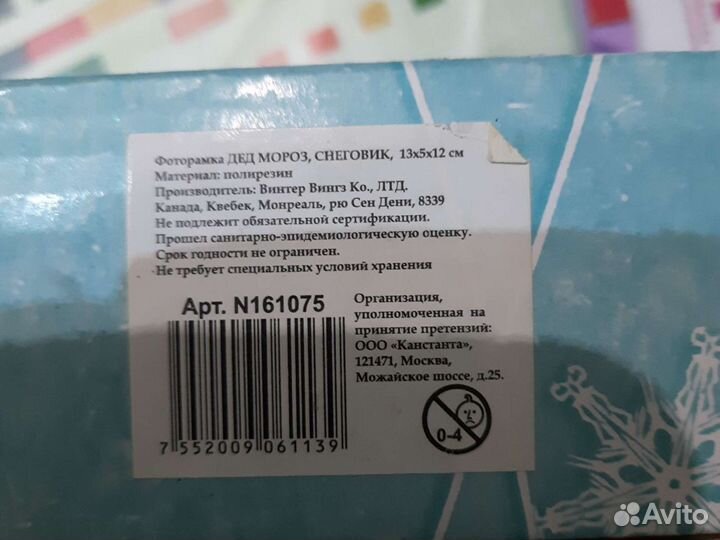 Фоторамка ДЕД МОРОЗ, СНЕГОВИК, 13x5x12 см
Материал: полирезин
Производитель: Винтер Вингз Ко., ЛТД.
Канада, Квебек, Монреаль, рю Сен Дени, 8339
Не подлежит обязательной сертификации.
Прошел санитарно-эпидемиологическую оценку.
Срок годности не ограничен.
Не требует специальных условий хранения
Арт. N161075
7 552009 061139
Организация,
уполномоченная на
принятие претензий:
ООО «Канстанта»,
121471, Москва,
Можайское шоссе, д.25.
0-4
Avito